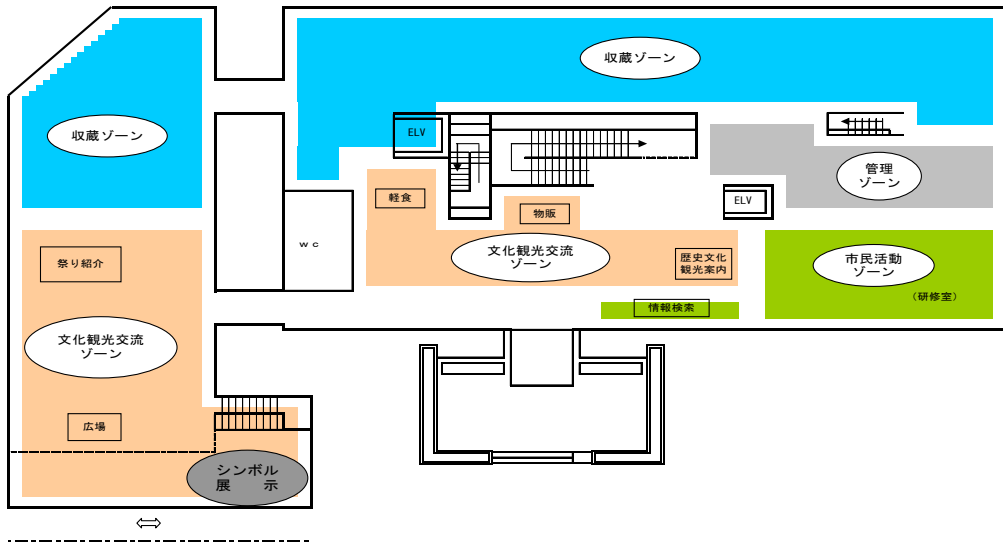 収蔵ゾーン
収蔵ゾーン
ELV
管理
ゾーン
軽食
ELV
物販
ＷＣ
祭り紹介
文化観光交流
ゾーン
歴史文化
観光案内
市民活動
ゾーン
（研修室）
情報検索
文化観光交流
ゾーン
広場
シンボル
展　示